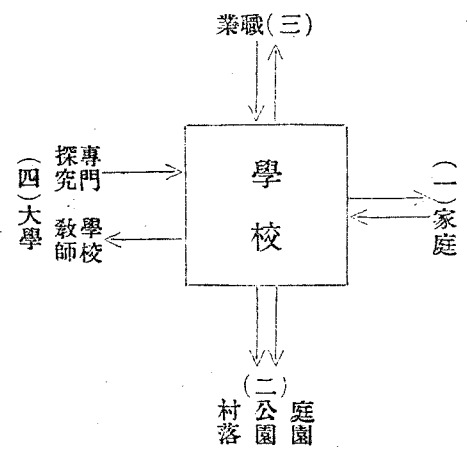 (三)職業
學校
(一)家庭
專門
探究
學校
敎師
(四)大學
(二)
庭園
公園
村落